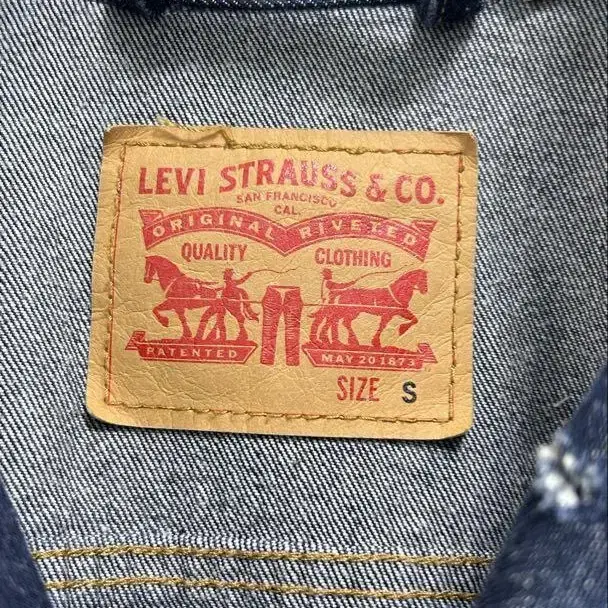 LEVI STRAUSS & CO.
SAN FRANCISCO
CAL.
ORIGINAL RIVETED
QUALITY CLOTHING
PATENTED MAY 20 1873
SIZE S